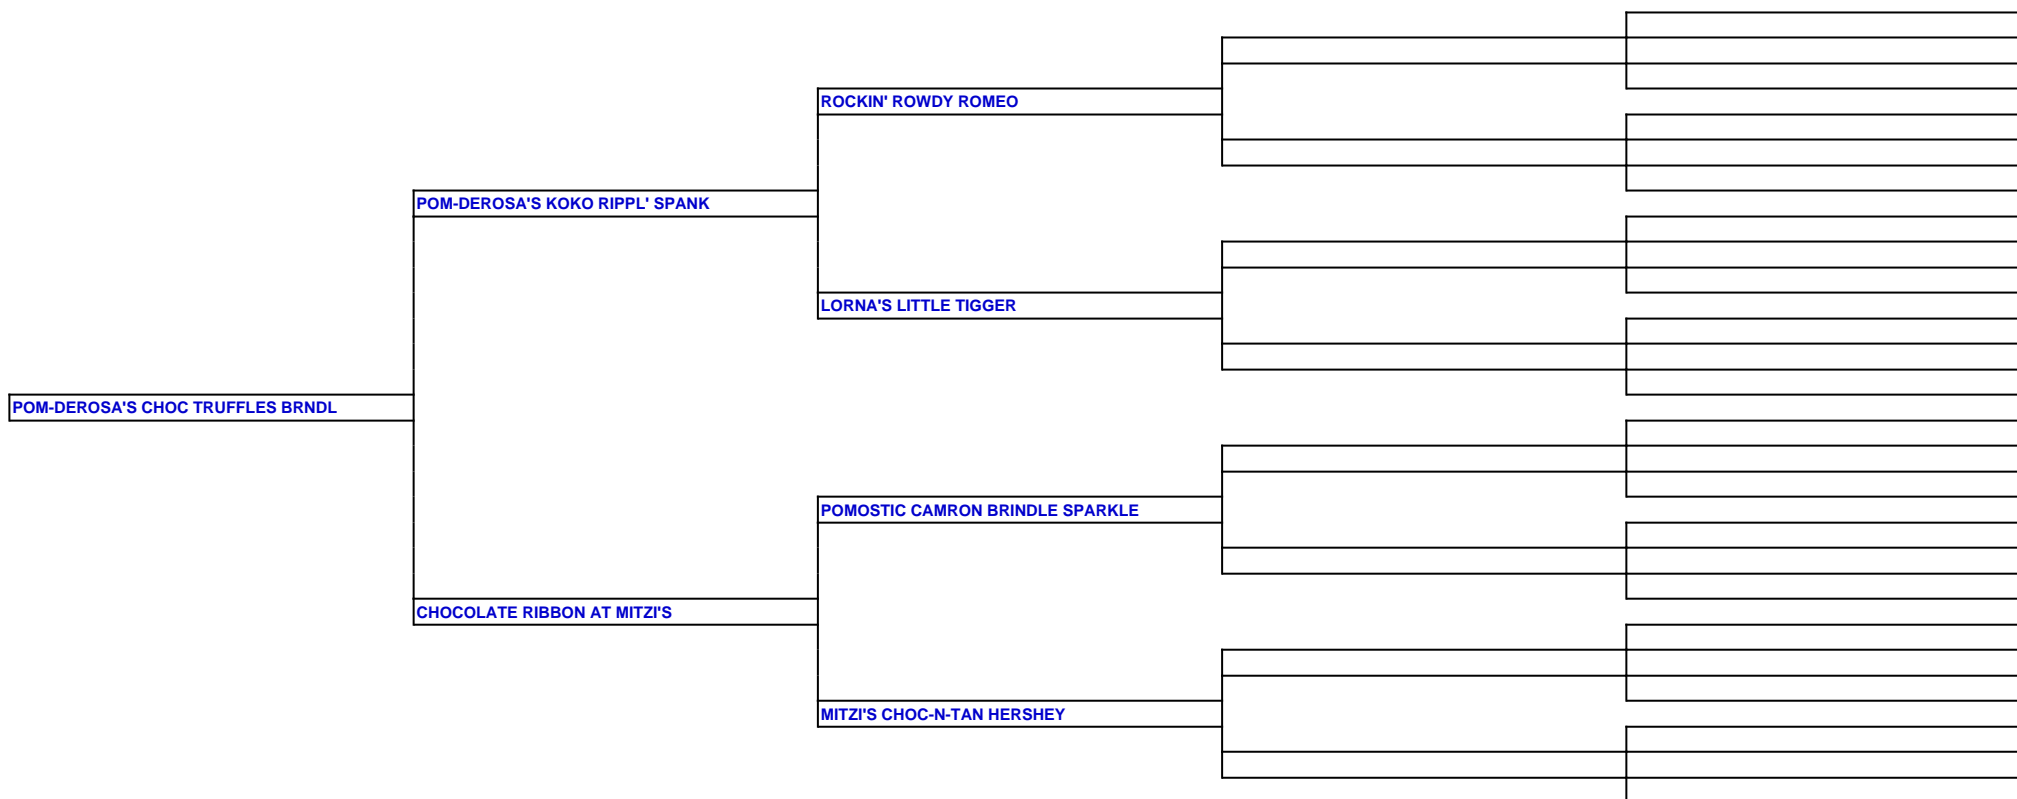 ROCKIN' ROWDY ROMEO
POM-DEROSA'S KOKO RIPPL' SPANK
LORNA'S LITTLE TIGGER
POM-DEROSA'S CHOC TRUFFLES BRNDL
POMOSTIC CAMRON BRINDLE SPARKLE
CHOCOLATE RIBBON AT MITZI'S
MITZI'S CHOC-N-TAN HERSHEY